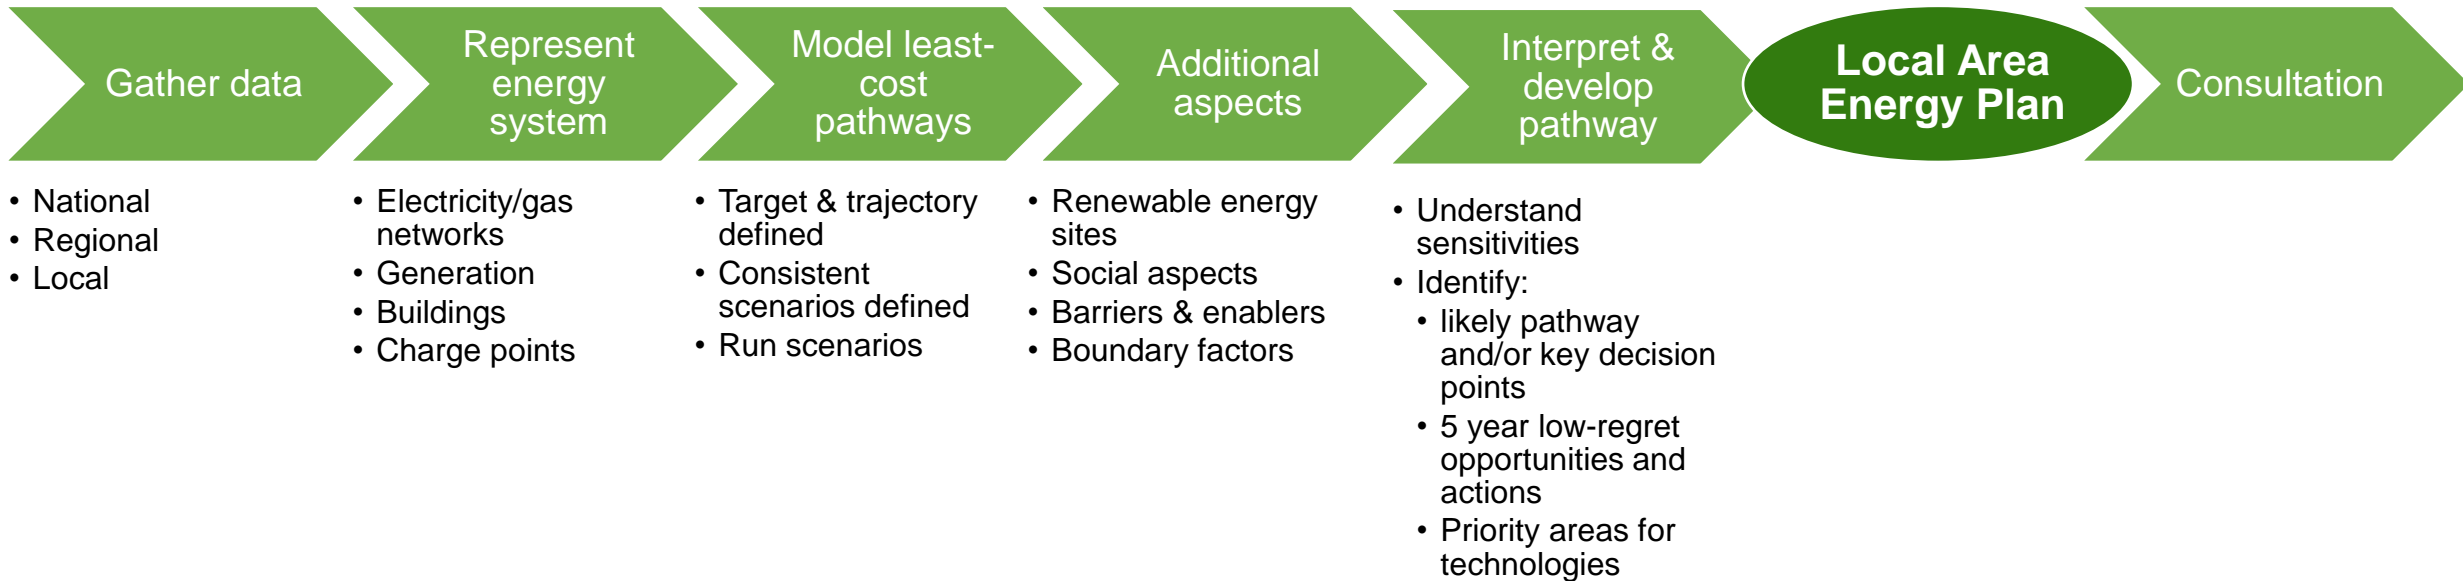 Gather data
Represent
energy
system
Model least-
cost
pathways
Additional
aspects
Interpret &
develop
pathway
Local Area
Energy Plan
Consultation
• National
• Regional
• Local
• Electricity/gas
networks
• Generation
• Buildings
• Charge points
• Target & trajectory
defined
• Consistent
scenarios defined
• Run scenarios
• Renewable energy
sites
• Social aspects
• Barriers & enablers
• Boundary factors
• Understand
sensitivities
• Identify:
• likely pathway
and/or key decision
points
• 5 year low-regret
opportunities and
actions
• Priority areas for
technologies